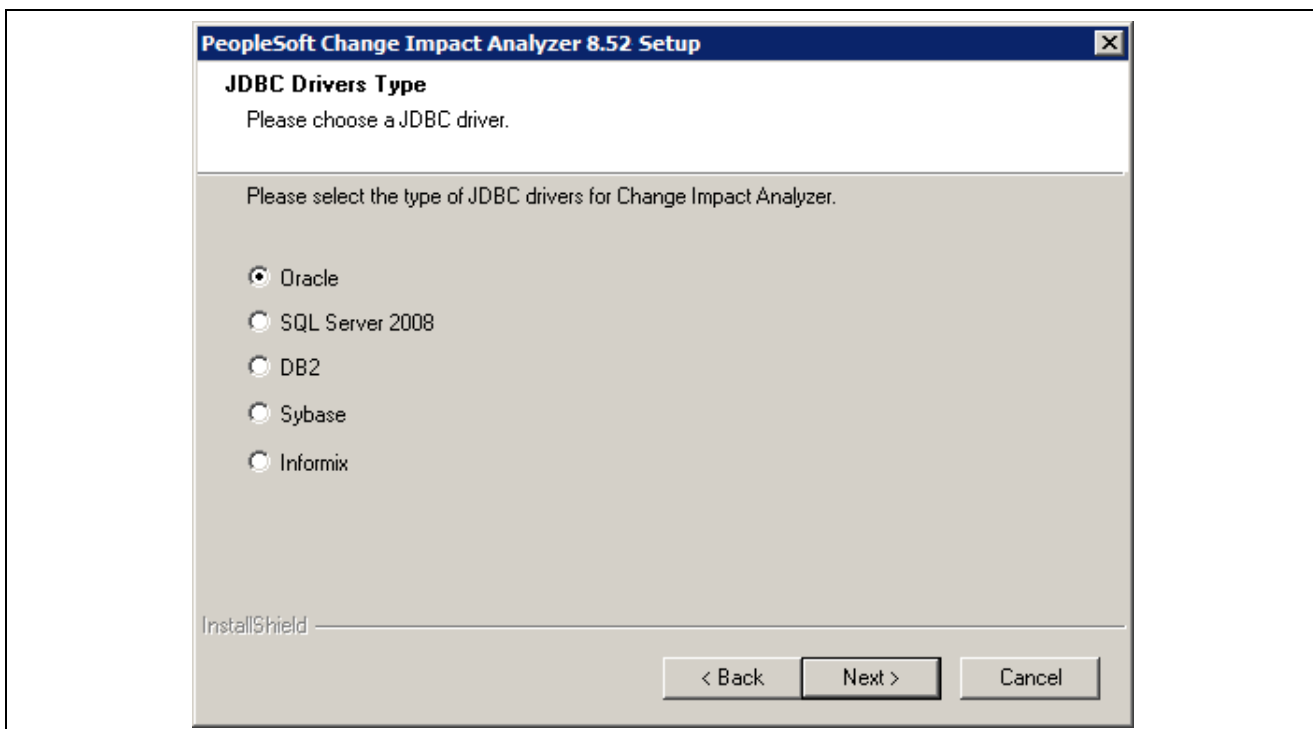 PeopleSoft Change Impact Analyzer 8.52 Setup
JDBC Drivers Type
Please choose a JDBC driver.
Please select the type of JDBC drivers for Change Impact Analyzer.
Oracle
SQL Server 2008
DB2
Sybase
Informix
InstallShield
< Back Next > Cancel